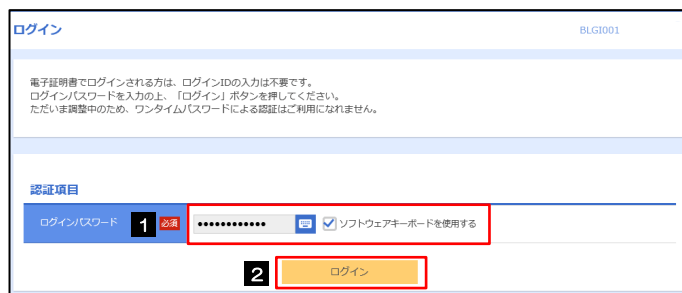 ログイン
BLGI001
電子証明書でログインされる方は、ログインIDの入力は不要です。
ログインパスワードを入力の上、「ログイン」ボタンを押してください。
ただいま調整中のため、ワンタイムパスワードによる認証はご利用になれません。
認証項目
ログインパスワード 1 必須 •••••••••••• ソフトウェアキーボードを使用する
2 ログイン